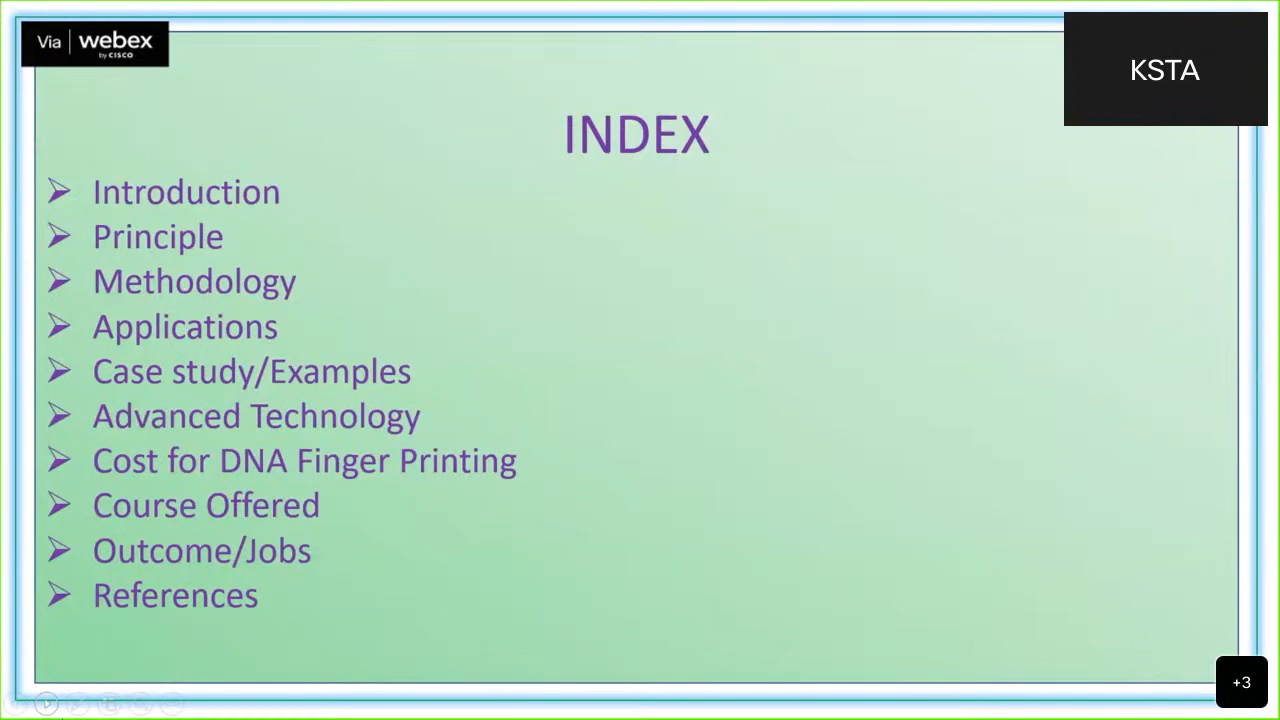 Via webex
by CISCO
KSTA
INDEX
Introduction
Principle
Methodology
Applications
Case study/Examples
Advanced Technology
Cost for DNA Finger Printing
Course Offered
Outcome/Jobs
References
+3